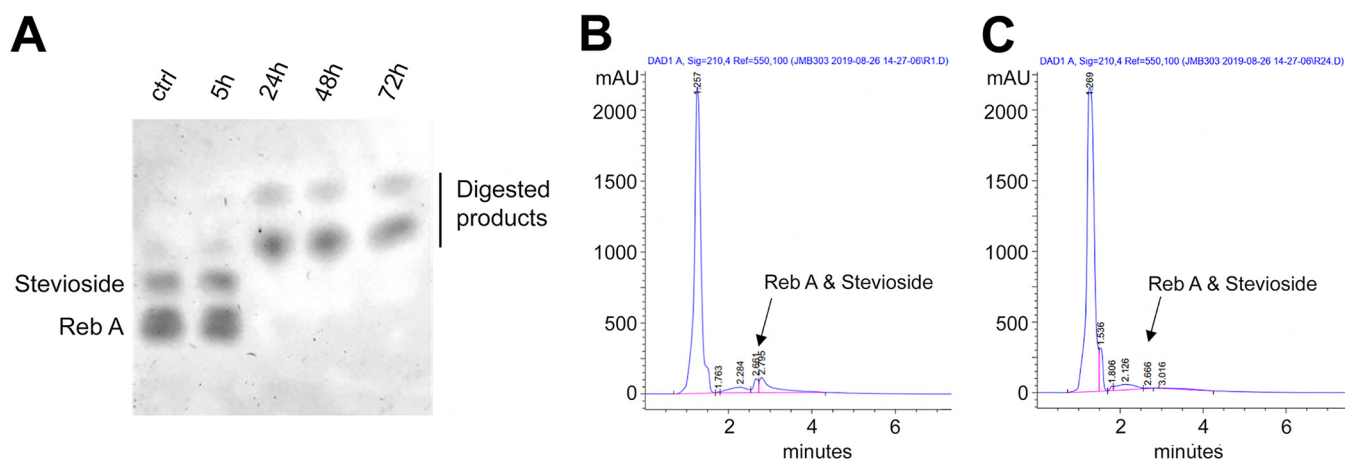 A
ctrl
5h
24h
48h
72h
Stevioside
Reb A
Digested
products
B
DAD1 A, Sig=210,4 Ref=550,100 (JMB303 2019-08-26 14-27-06\R1.D)
mAU
2000
1500
1000
500
0
1.257
1.763
2.284
2.661
2.795
Reb A & Stevioside
2
4
6
minutes
C
DAD1 A, Sig=210,4 Ref=550,100 (JMB303 2019-08-26 14-27-06\R24.D)
mAU
2000
1500
1000
500
0
1.269
1.536
1.806
2.126
2.666
3.016
Reb A & Stevioside
2
4
6
minutes